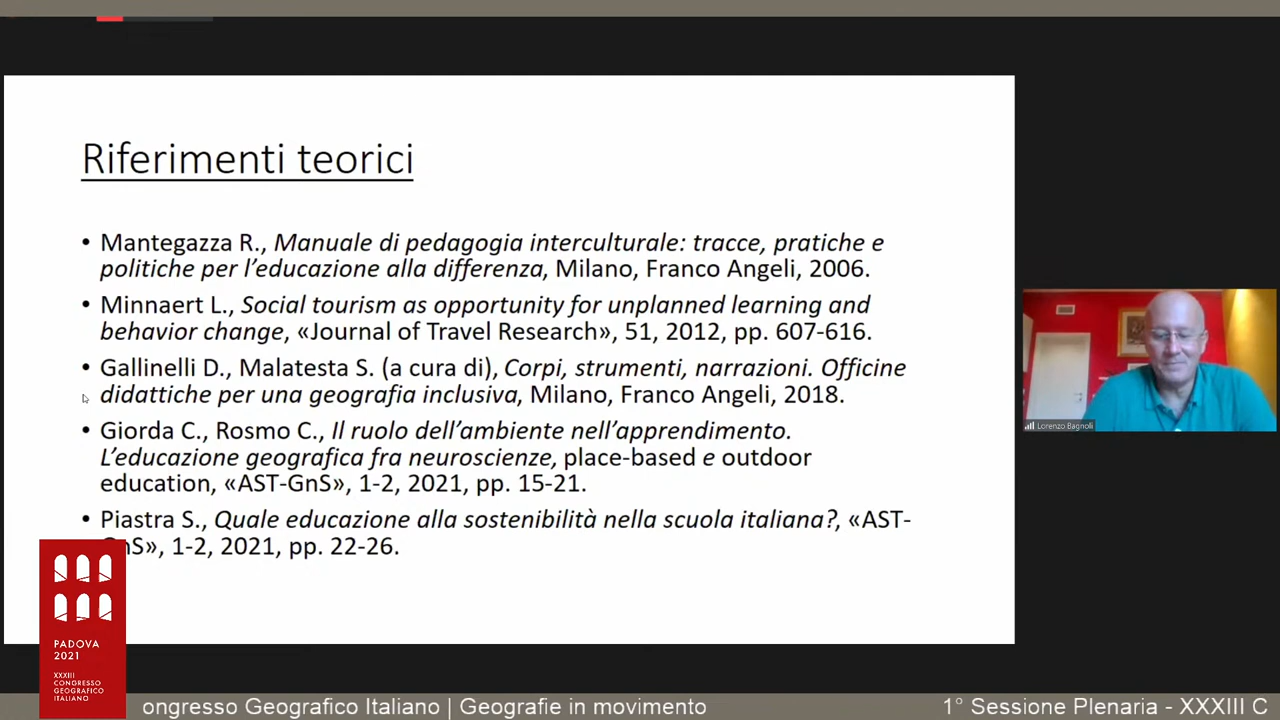 Riferimenti teorici
• Mantegazza R., Manuale di pedagogia interculturale: tracce, pratiche e
politiche per l’educazione alla differenza, Milano, Franco Angeli, 2006.
• Minnaert L., Social tourism as opportunity for unplanned learning and
behavior change, «Journal of Travel Research», 51, 2012, pp. 607-616.
• Gallinelli D., Malatesta S. (a cura di), Corpi, strumenti, narrazioni. Officine
didattiche per una geografia inclusiva, Milano, Franco Angeli, 2018.
• Giorda C., Rosmo C., Il ruolo dell’ambiente nell’apprendimento.
L’educazione geografica fra neuroscienze, place-based e outdoor
education, «AST-GnS», 1-2, 2021, pp. 15-21.
• Piastra S., Quale educazione alla sostenibilità nella scuola italiana?, «AST-
GnS», 1-2, 2021, pp. 22-26.
Lorenzo Bagnoli
PADOVA
2021
XXXIII
CONGRESSO
GEOGRAFICO
ITALIANO
ongresso Geografico Italiano | Geografie in movimento
1° Sessione Plenaria - XXXIII C